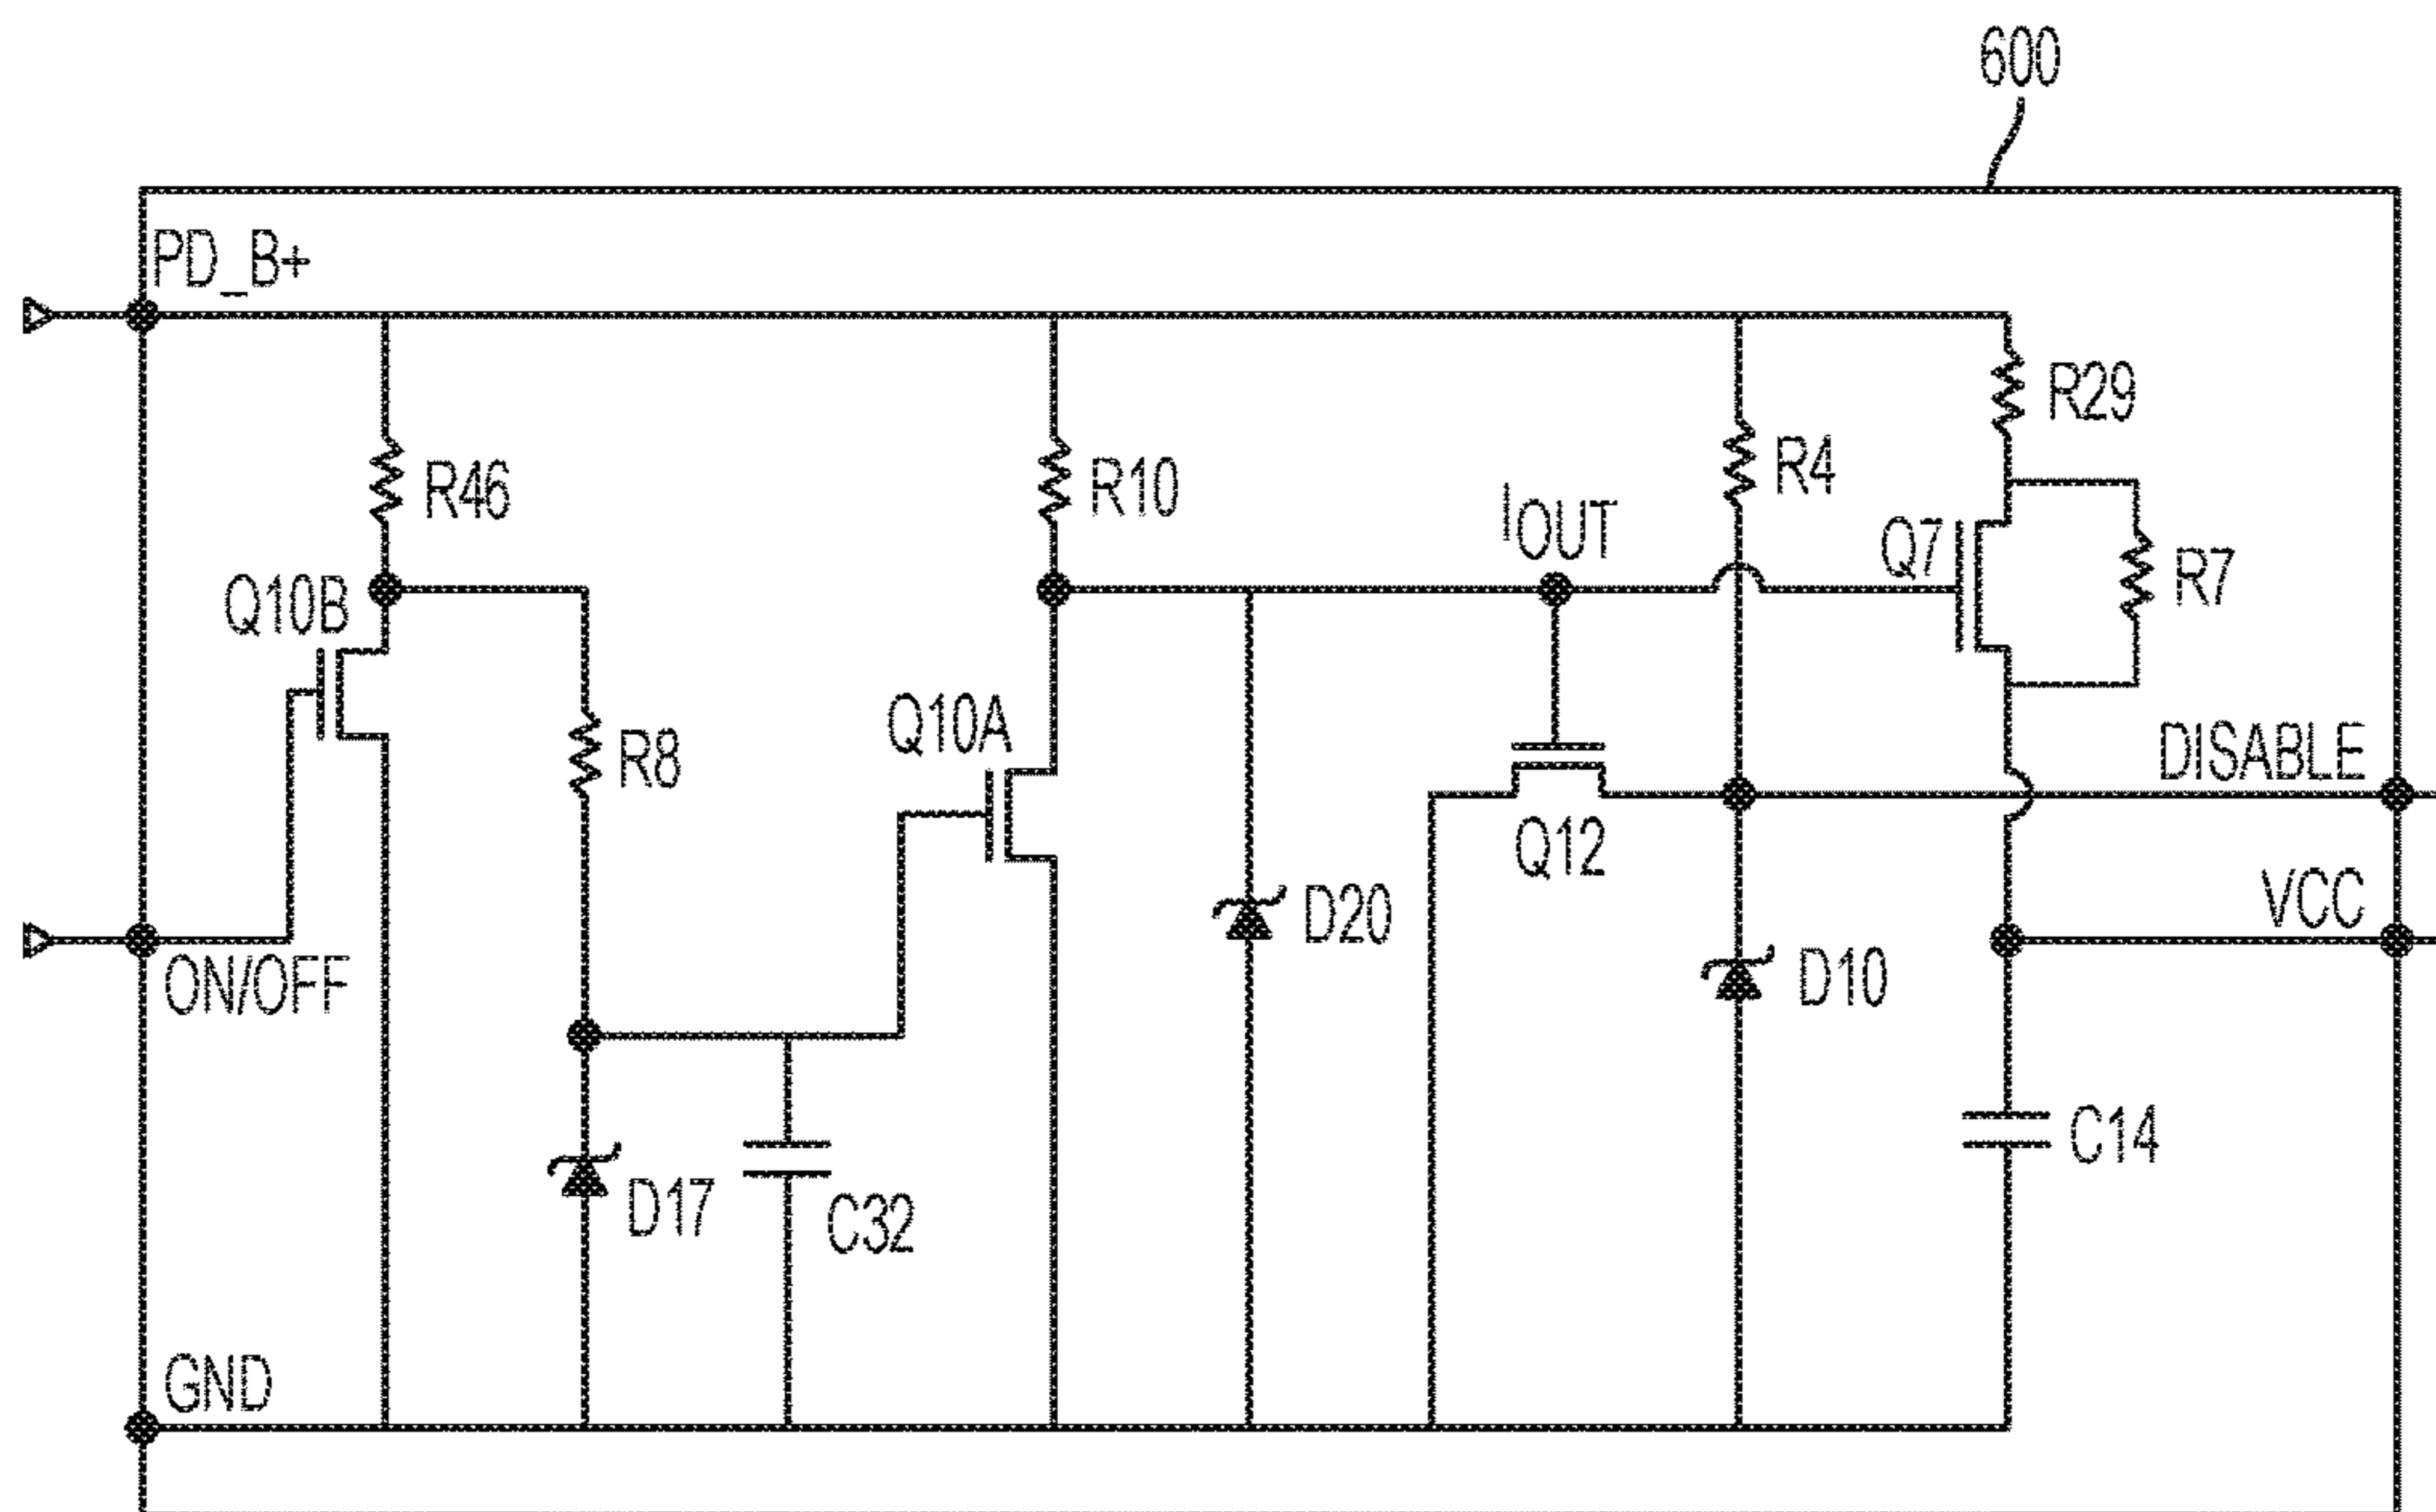 600
PD_B+
R29
R46
R10
R4
IOUT
Q7
R7
Q10B
Q10A
R8
DISABLE
Q12
VCC
D20
D10
ON/OFF
C14
D17
C32
GND